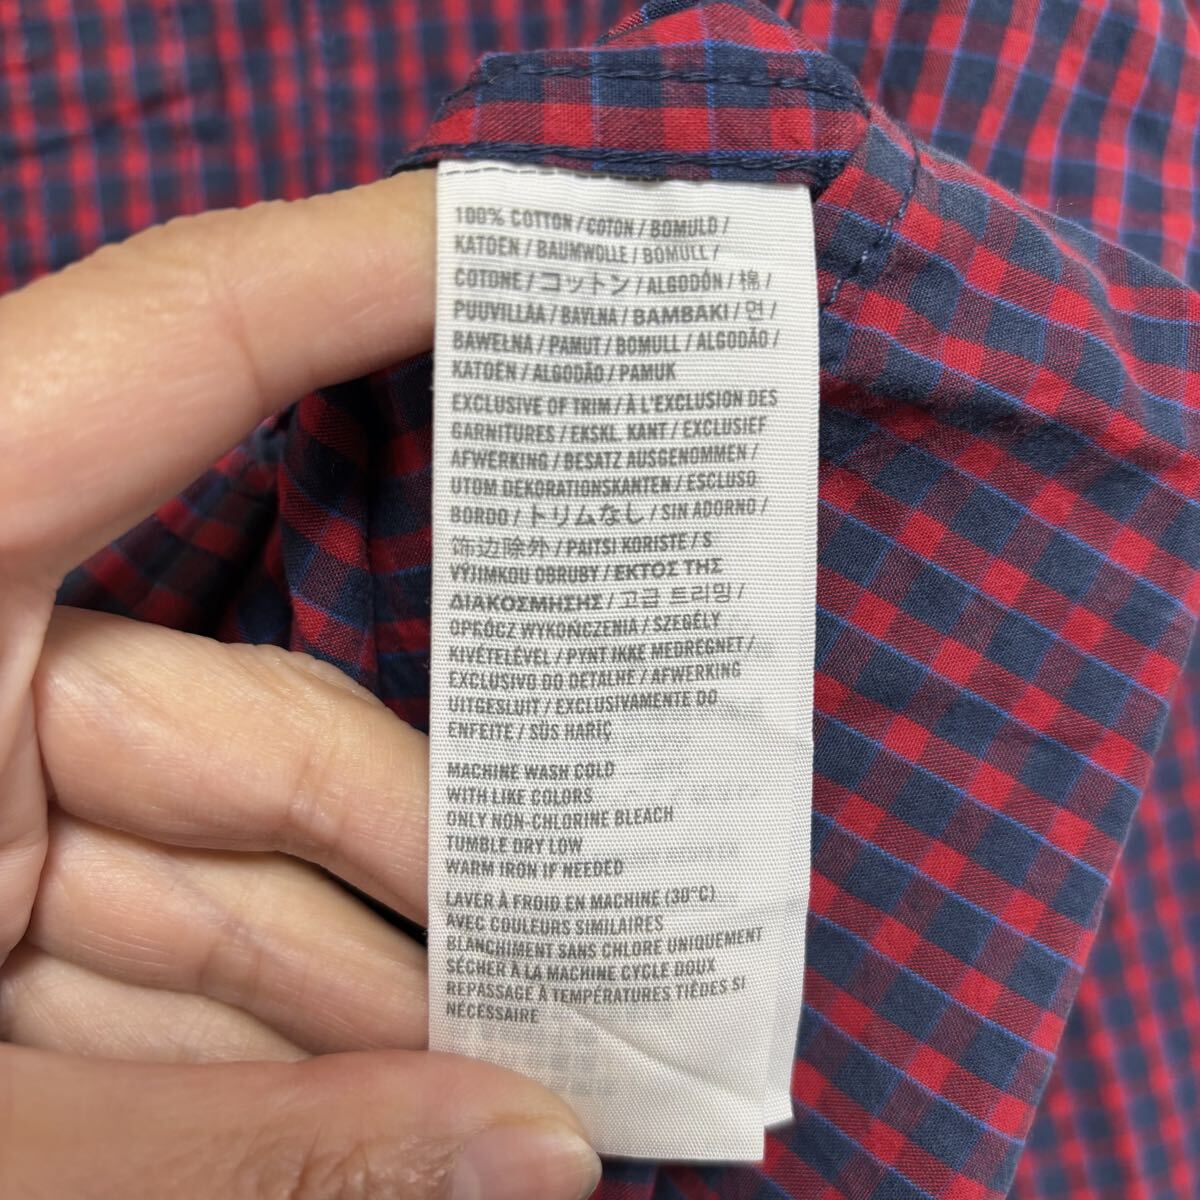 100% COTTON / COTON / BOMULD /
KATOEN / BAUMWOLLE / BOMULL /
COTONE / コットン / ALGODÓN / 棉 /
PUUVILLAA / BAVLNA / BAMBAKI / 면 /
BAWEŁNA / PAMUT / BOMULL / ALGODÃO /
KATOEN / ALGODÃO / PAMUK
EXCLUSIVE OF TRIM / À L'EXCLUSION DES
GARNITURES / EKSKL. KANT / EXCLUSIEF
AFWERKING / BESATZ AUSGENOMMEN /
UTOM DEKORATIONSKANTEN / ESCLUSO
BORDO / トリムなし / SIN ADORNO /
饰边除外 / PAITSI KORISTE / S
VÝJIMKOU OBRUBY / ΕΚΤΟΣ ΤΗΣ
ΔΙΑΚΟΣΜΗΣΗΣ / 고급 트리밍 /
OPRÓCZ WYKOŃCZENIA / SZEGÉLY
KIVÉTELÉVEL / PYNT IKKE MEDREGNET /
EXCLUSIVO DO DETALHE / AFWERKING
UITGESLUIT / EXCLUSIVAMENTE DO
ENFEITE / SÜS HARİÇ
MACHINE WASH COLD
WITH LIKE COLORS
ONLY NON-CHLORINE BLEACH
TUMBLE DRY LOW
WARM IRON IF NEEDED
LAVER À FROID EN MACHINE (30°C)
AVEC COULEURS SIMILAIRES
BLANCHIMENT SANS CHLORE UNIQUEMENT
SÉCHER À LA MACHINE CYCLE DOUX
REPASSAGE À TEMPÉRATURES TIÈDES SI
NÉCESSAIRE